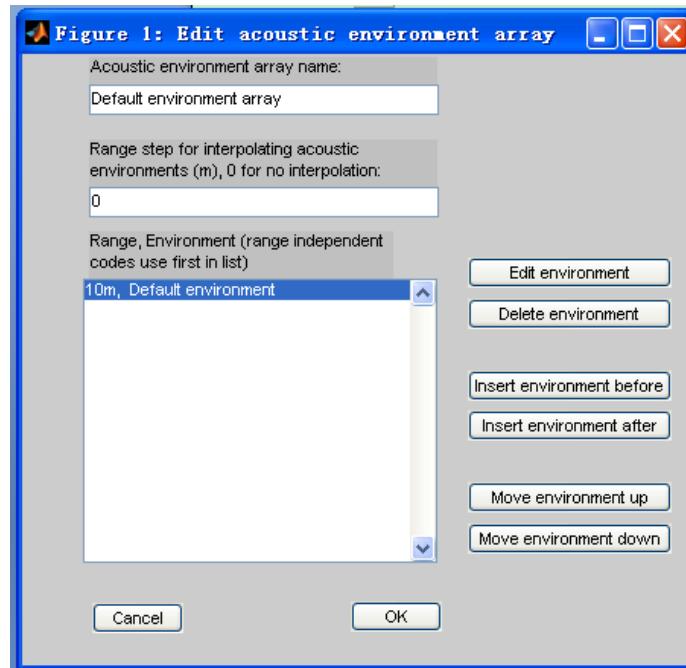 Figure 1: Edit acoustic environment array
Acoustic environment array name:
Default environment array
Range step for interpolating acoustic
environments (m), 0 for no interpolation:
0
Range, Environment (range independent
codes use first in list)
10m, Default environment
Edit environment
Delete environment
Insert environment before
Insert environment after
Move environment up
Move environment down
Cancel
OK